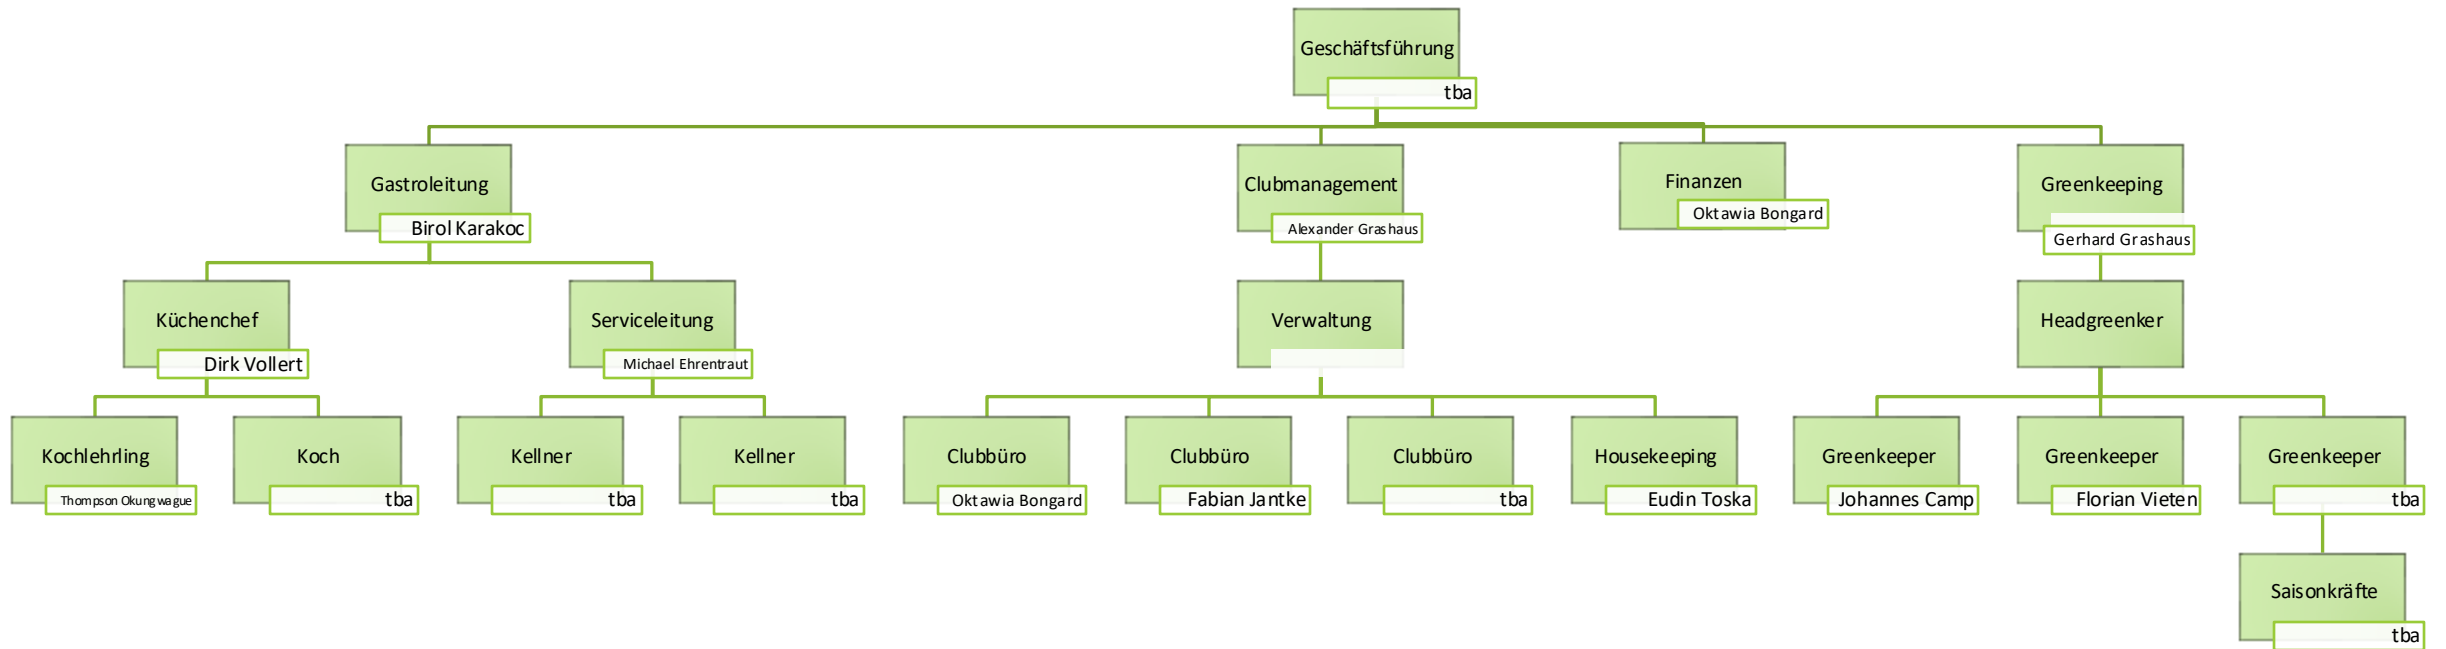 Geschäftsführung
tba
Gastroleitung
Birol Karakoc
Clubmanagement
Alexander Grashaus
Finanzen
Oktawia Bongard
Greenkeeping
Gerhard Grashaus
Küchenchef
Dirk Vollert
Serviceleitung
Michael Ehrentraut
Verwaltung
Headgreenker
Kochlehrling
Thompson Okungwague
Koch
tba
Kellner
tba
Kellner
tba
Clubbüro
Oktawia Bongard
Clubbüro
Fabian Jantke
Clubbüro
tba
Housekeeping
Eudin Toska
Greenkeeper
Johannes Camp
Greenkeeper
Florian Vieten
Greenkeeper
tba
Saisonkräfte
tba